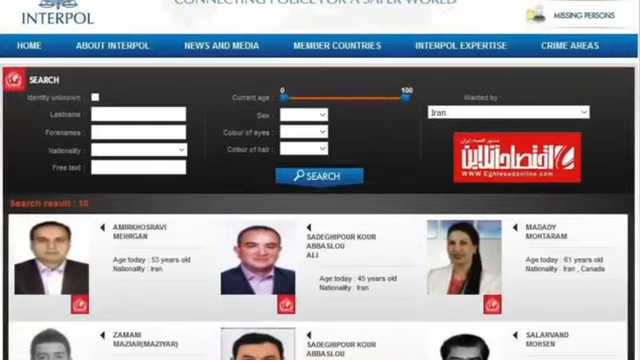 INTERPOL
CONNECTING POLICE FOR A SAFER WORLD
MISSING PERSONS
HOME
ABOUT INTERPOL
NEWS AND MEDIA
MEMBER COUNTRIES
INTERPOL EXPERTISE
CRIME AREAS
SEARCH
Identity unknown :
Lastname :
Forenames :
Nationality :
Free text :
Current age :
0
100
Sex :
Colour of eyes :
Colour of hair :
SEARCH
Wanted by :
Iran
اقتصادآنلاین
www.Eghtesadonline.com
Search result : 10
AMIRKHOSRAVI
MEHRGAN
Age today : 53 years old
Nationality : Iran
SADEGHIPOUR KOUR
ABBASLOU
ALI
Age today : 45 years old
Nationality : Iran
MADADY
MOHTARAM
Age today : 61 years old
Nationality : Iran , Canada
ZAMANI
MAZIAR(MAZIYAR)
SADEGHIPOUR KOUR
ABBASLOU
SALARVAND
MOHSEN